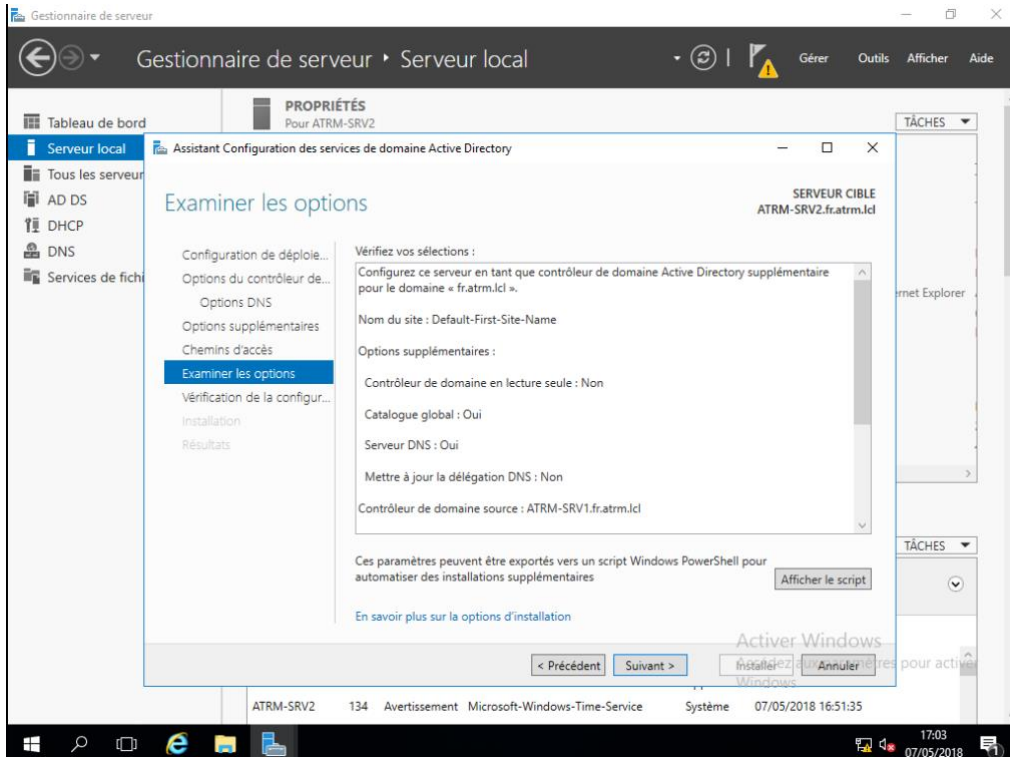 Gestionnaire de serveur
Gestionnaire de serveur ‣ Serveur local
Gérer
Outils
Afficher
Aide
Tableau de bord
Serveur local
Tous les serveur
AD DS
DHCP
DNS
Services de fichi
PROPRIÉTÉS
Pour ATRM-SRV2
TÂCHES
Assistant Configuration des services de domaine Active Directory
Examiner les options
SERVEUR CIBLE
ATRM-SRV2.fr.atrm.lcl
Configuration de déploie...
Options du contrôleur de...
Options DNS
Options supplémentaires
Chemins d'accès
Examiner les options
Vérification de la configur...
Installation
Résultats
Vérifiez vos sélections :
Configurez ce serveur en tant que contrôleur de domaine Active Directory supplémentaire
pour le domaine « fr.atrm.lcl ».
Nom du site : Default-First-Site-Name
Options supplémentaires :
Contrôleur de domaine en lecture seule : Non
Catalogue global : Oui
Serveur DNS : Oui
Mettre à jour la délégation DNS : Non
Contrôleur de domaine source : ATRM-SRV1.fr.atrm.lcl
Ces paramètres peuvent être exportés vers un script Windows PowerShell pour
automatiser des installations supplémentaires
Afficher le script
En savoir plus sur la options d'installation
< Précédent
Suivant >
Installer
Annuler
ernet Explorer
TÂCHES
Activer Windows
pour active
Windows
ATRM-SRV2 134 Avertissement Microsoft-Windows-Time-Service Système 07/05/2018 16:51:35
17:03
07/05/2018
1